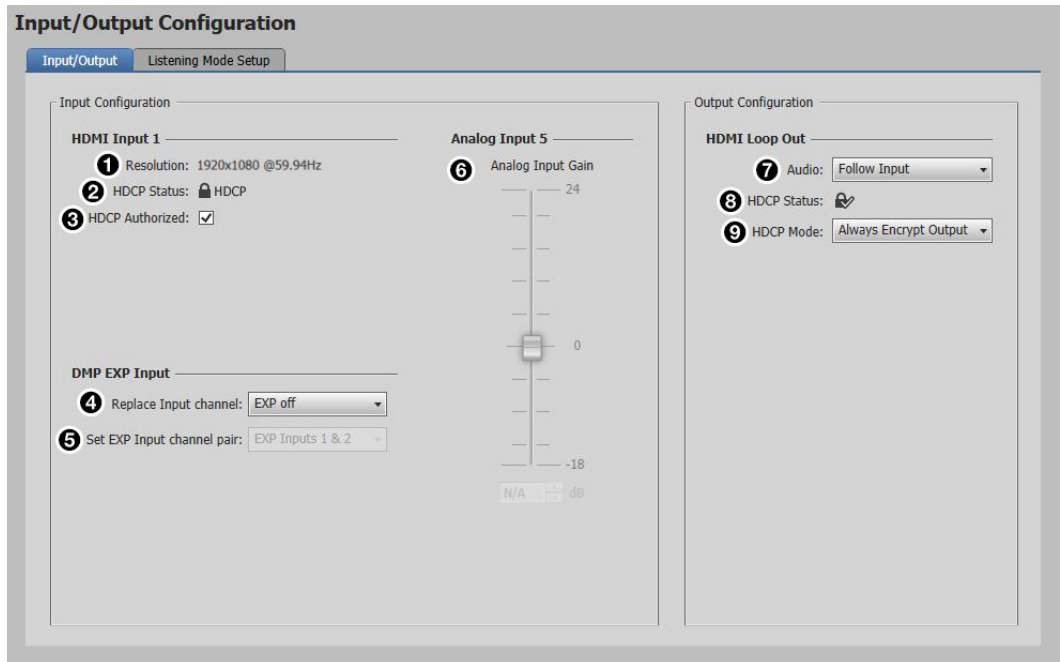 Input/Output Configuration
Input/Output
Listening Mode Setup
Input Configuration
HDMI Input 1
1 Resolution: 1920x1080 @59.94Hz
2 HDCP Status: HDCP
3 HDCP Authorized:
DMP EXP Input
4 Replace Input channel: EXP off
5 Set EXP Input channel pair: EXP Inputs 1 & 2
Analog Input 5
6 Analog Input Gain
24
0
-18
N/A dB
Output Configuration
HDMI Loop Out
7 Audio: Follow Input
8 HDCP Status:
9 HDCP Mode: Always Encrypt Output